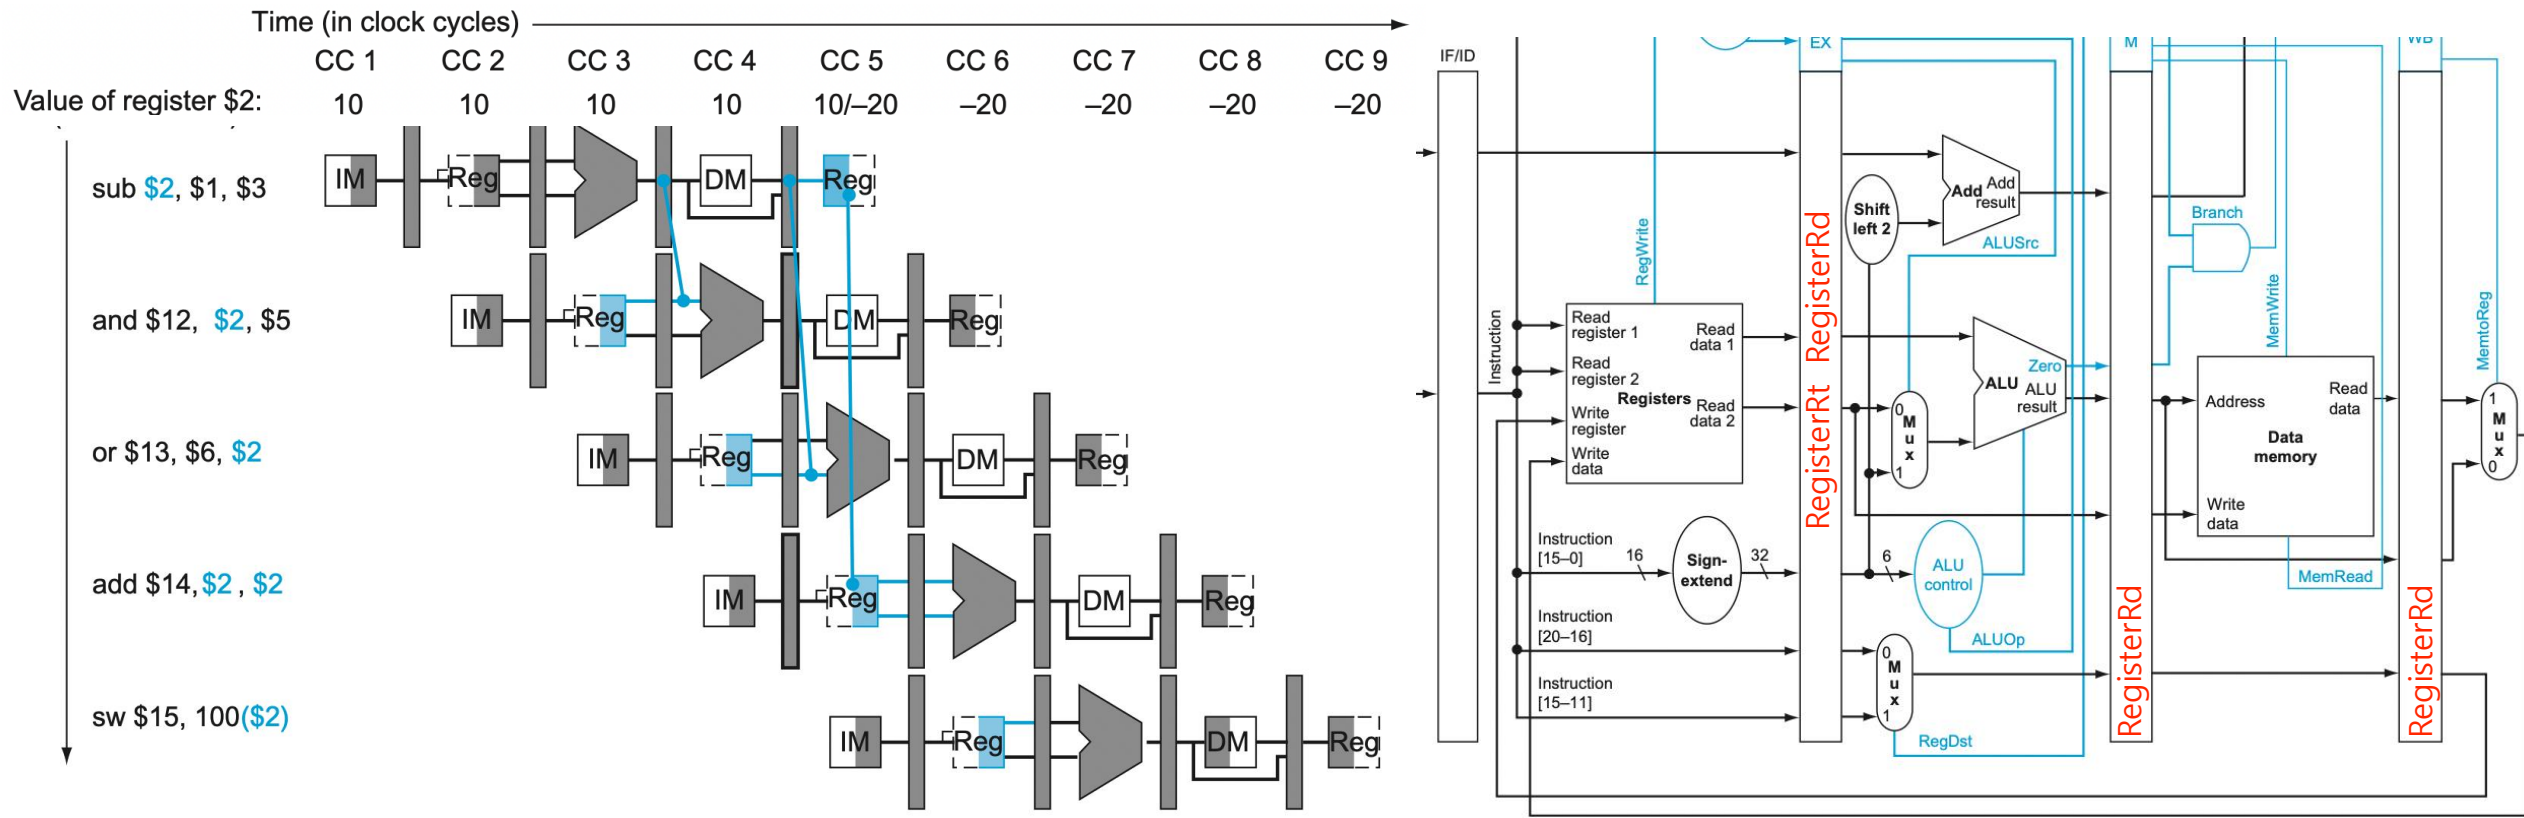 Time (in clock cycles)
CC 1 CC 2 CC 3 CC 4 CC 5 CC 6 CC 7 CC 8 CC 9
Value of register $2: 10 10 10 10 10/–20 –20 –20 –20 –20
sub $2, $1, $3
IM Reg DM Reg
and $12, $2, $5
IM Reg DM Reg
or $13, $6, $2
IM Reg DM Reg
add $14, $2 , $2
IM Reg DM Reg
sw $15, 100($2)
IM Reg DM Reg
IF/ID
EX
M
WB
Instruction
RegWrite
Read
register 1
Read
register 2
Write
register
Write
data
Registers
Read
data 1
Read
data 2
Instruction
[15–0]
16
Sign-
extend
32
Instruction
[20–16]
Instruction
[15–11]
RegisterRd
RegisterRt
Shift
left 2
Add
Add
result
ALUSrc
0
M
u
x
1
ALU
Zero
ALU
result
6
ALU
control
ALUOp
0
M
u
x
1
RegDst
RegisterRd
Branch
MemWrite
Address
Read
data
Data
memory
Write
data
MemRead
RegisterRd
MemtoReg
1
M
u
x
0